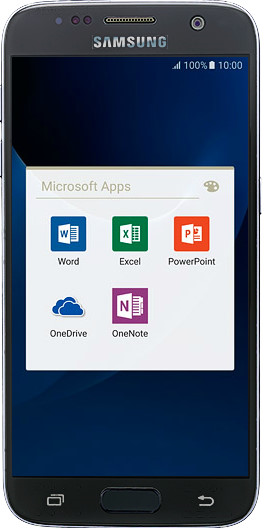 SAMSUNG
100% 10:00
Microsoft Apps
W
Word
X
Excel
P
PowerPoint
OneDrive
N
OneNote